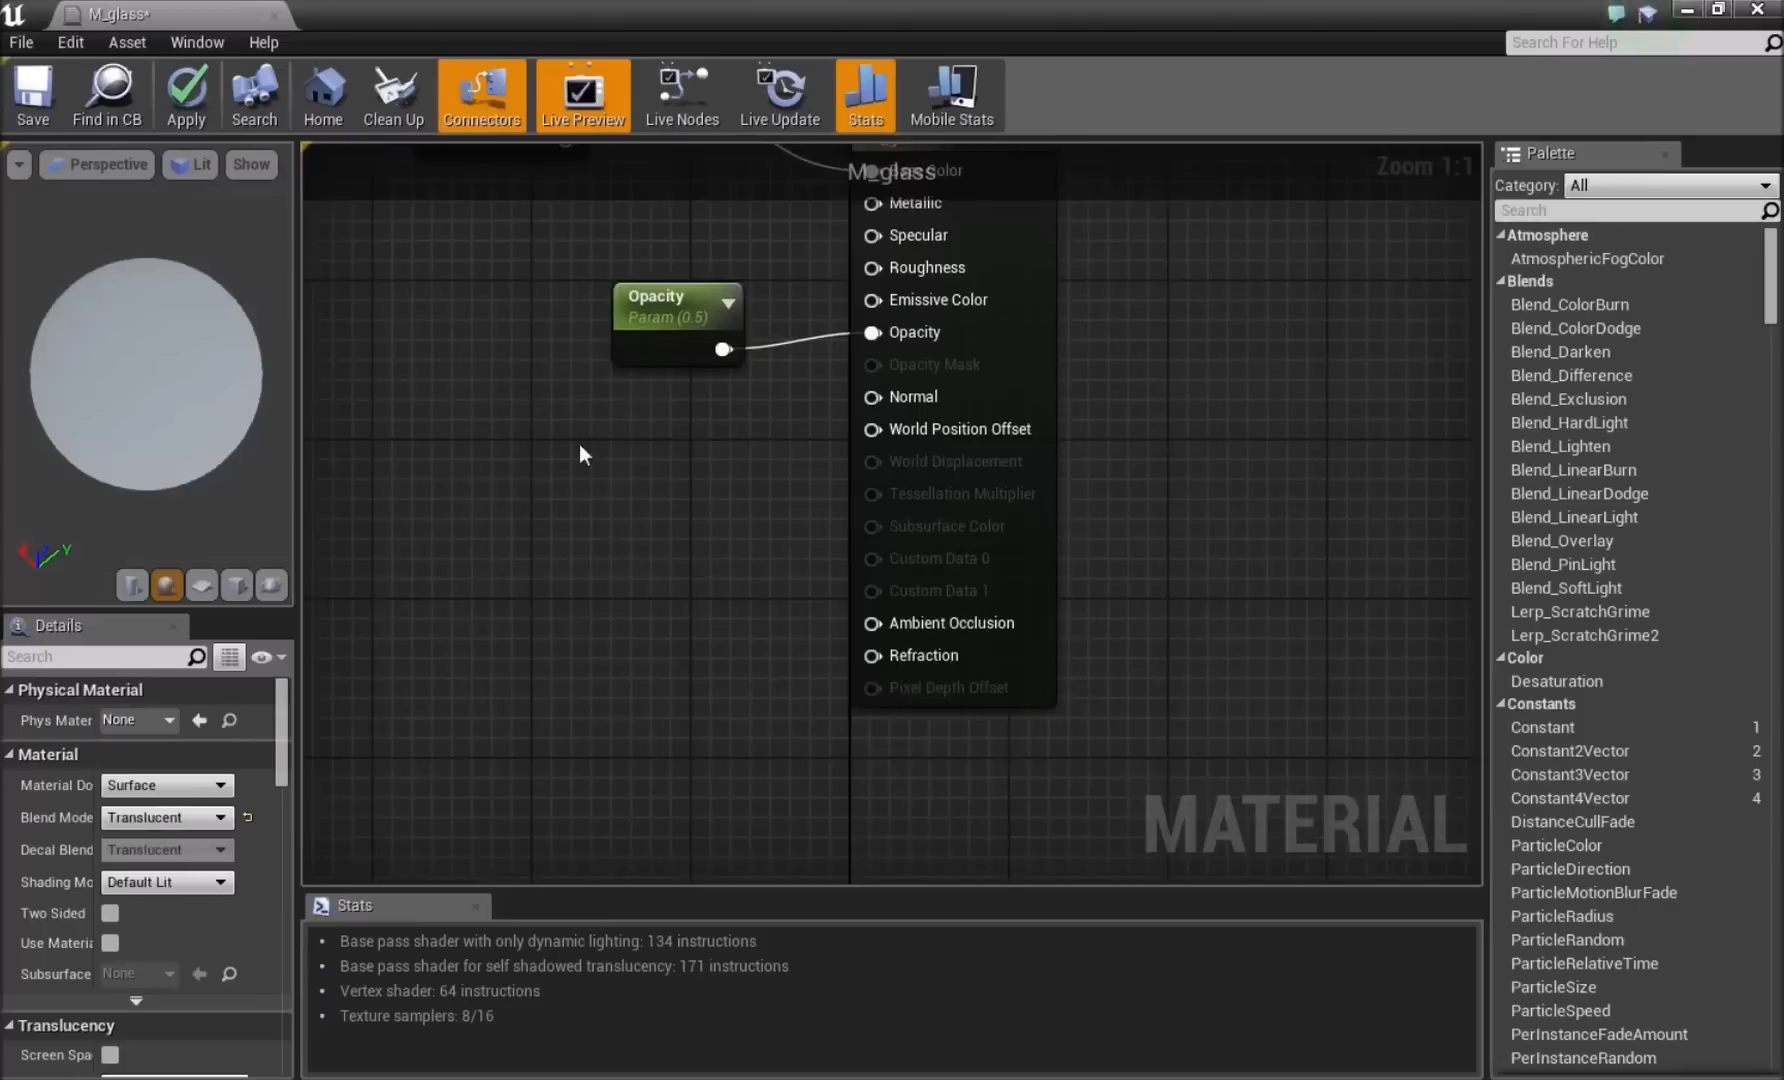 M_glass*
File Edit Asset Window Help
Search For Help
Save Find in CB Apply Search Home Clean Up Connectors Live Preview Live Nodes Live Update Stats Mobile Stats
Perspective Lit Show
M_glass
Zoom 1:1
Color
Metallic
Specular
Roughness
Emissive Color
Opacity
Opacity Mask
Normal
World Position Offset
World Displacement
Tessellation Multiplier
Subsurface Color
Custom Data 0
Custom Data 1
Ambient Occlusion
Refraction
Pixel Depth Offset
Opacity
Param (0.5)
MATERIAL
Y
Details
Search
Physical Material
Phys Mater None
Material
Material Do Surface
Blend Mode Translucent
Decal Blend Translucent
Shading Mo Default Lit
Two Sided
Use Materia
Subsurface None
Translucency
Screen Spa
Stats
Base pass shader with only dynamic lighting: 134 instructions
Base pass shader for self shadowed translucency: 171 instructions
Vertex shader: 64 instructions
Texture samplers: 8/16
Palette
Category: All
Search
Atmosphere
AtmosphericFogColor
Blends
Blend_ColorBurn
Blend_ColorDodge
Blend_Darken
Blend_Difference
Blend_Exclusion
Blend_HardLight
Blend_Lighten
Blend_LinearBurn
Blend_LinearDodge
Blend_LinearLight
Blend_Overlay
Blend_PinLight
Blend_SoftLight
Lerp_ScratchGrime
Lerp_ScratchGrime2
Color
Desaturation
Constants
Constant 1
Constant2Vector 2
Constant3Vector 3
Constant4Vector 4
DistanceCullFade
ParticleColor
ParticleDirection
ParticleMotionBlurFade
ParticleRadius
ParticleRandom
ParticleRelativeTime
ParticleSize
ParticleSpeed
PerInstanceFadeAmount
PerInstanceRandom